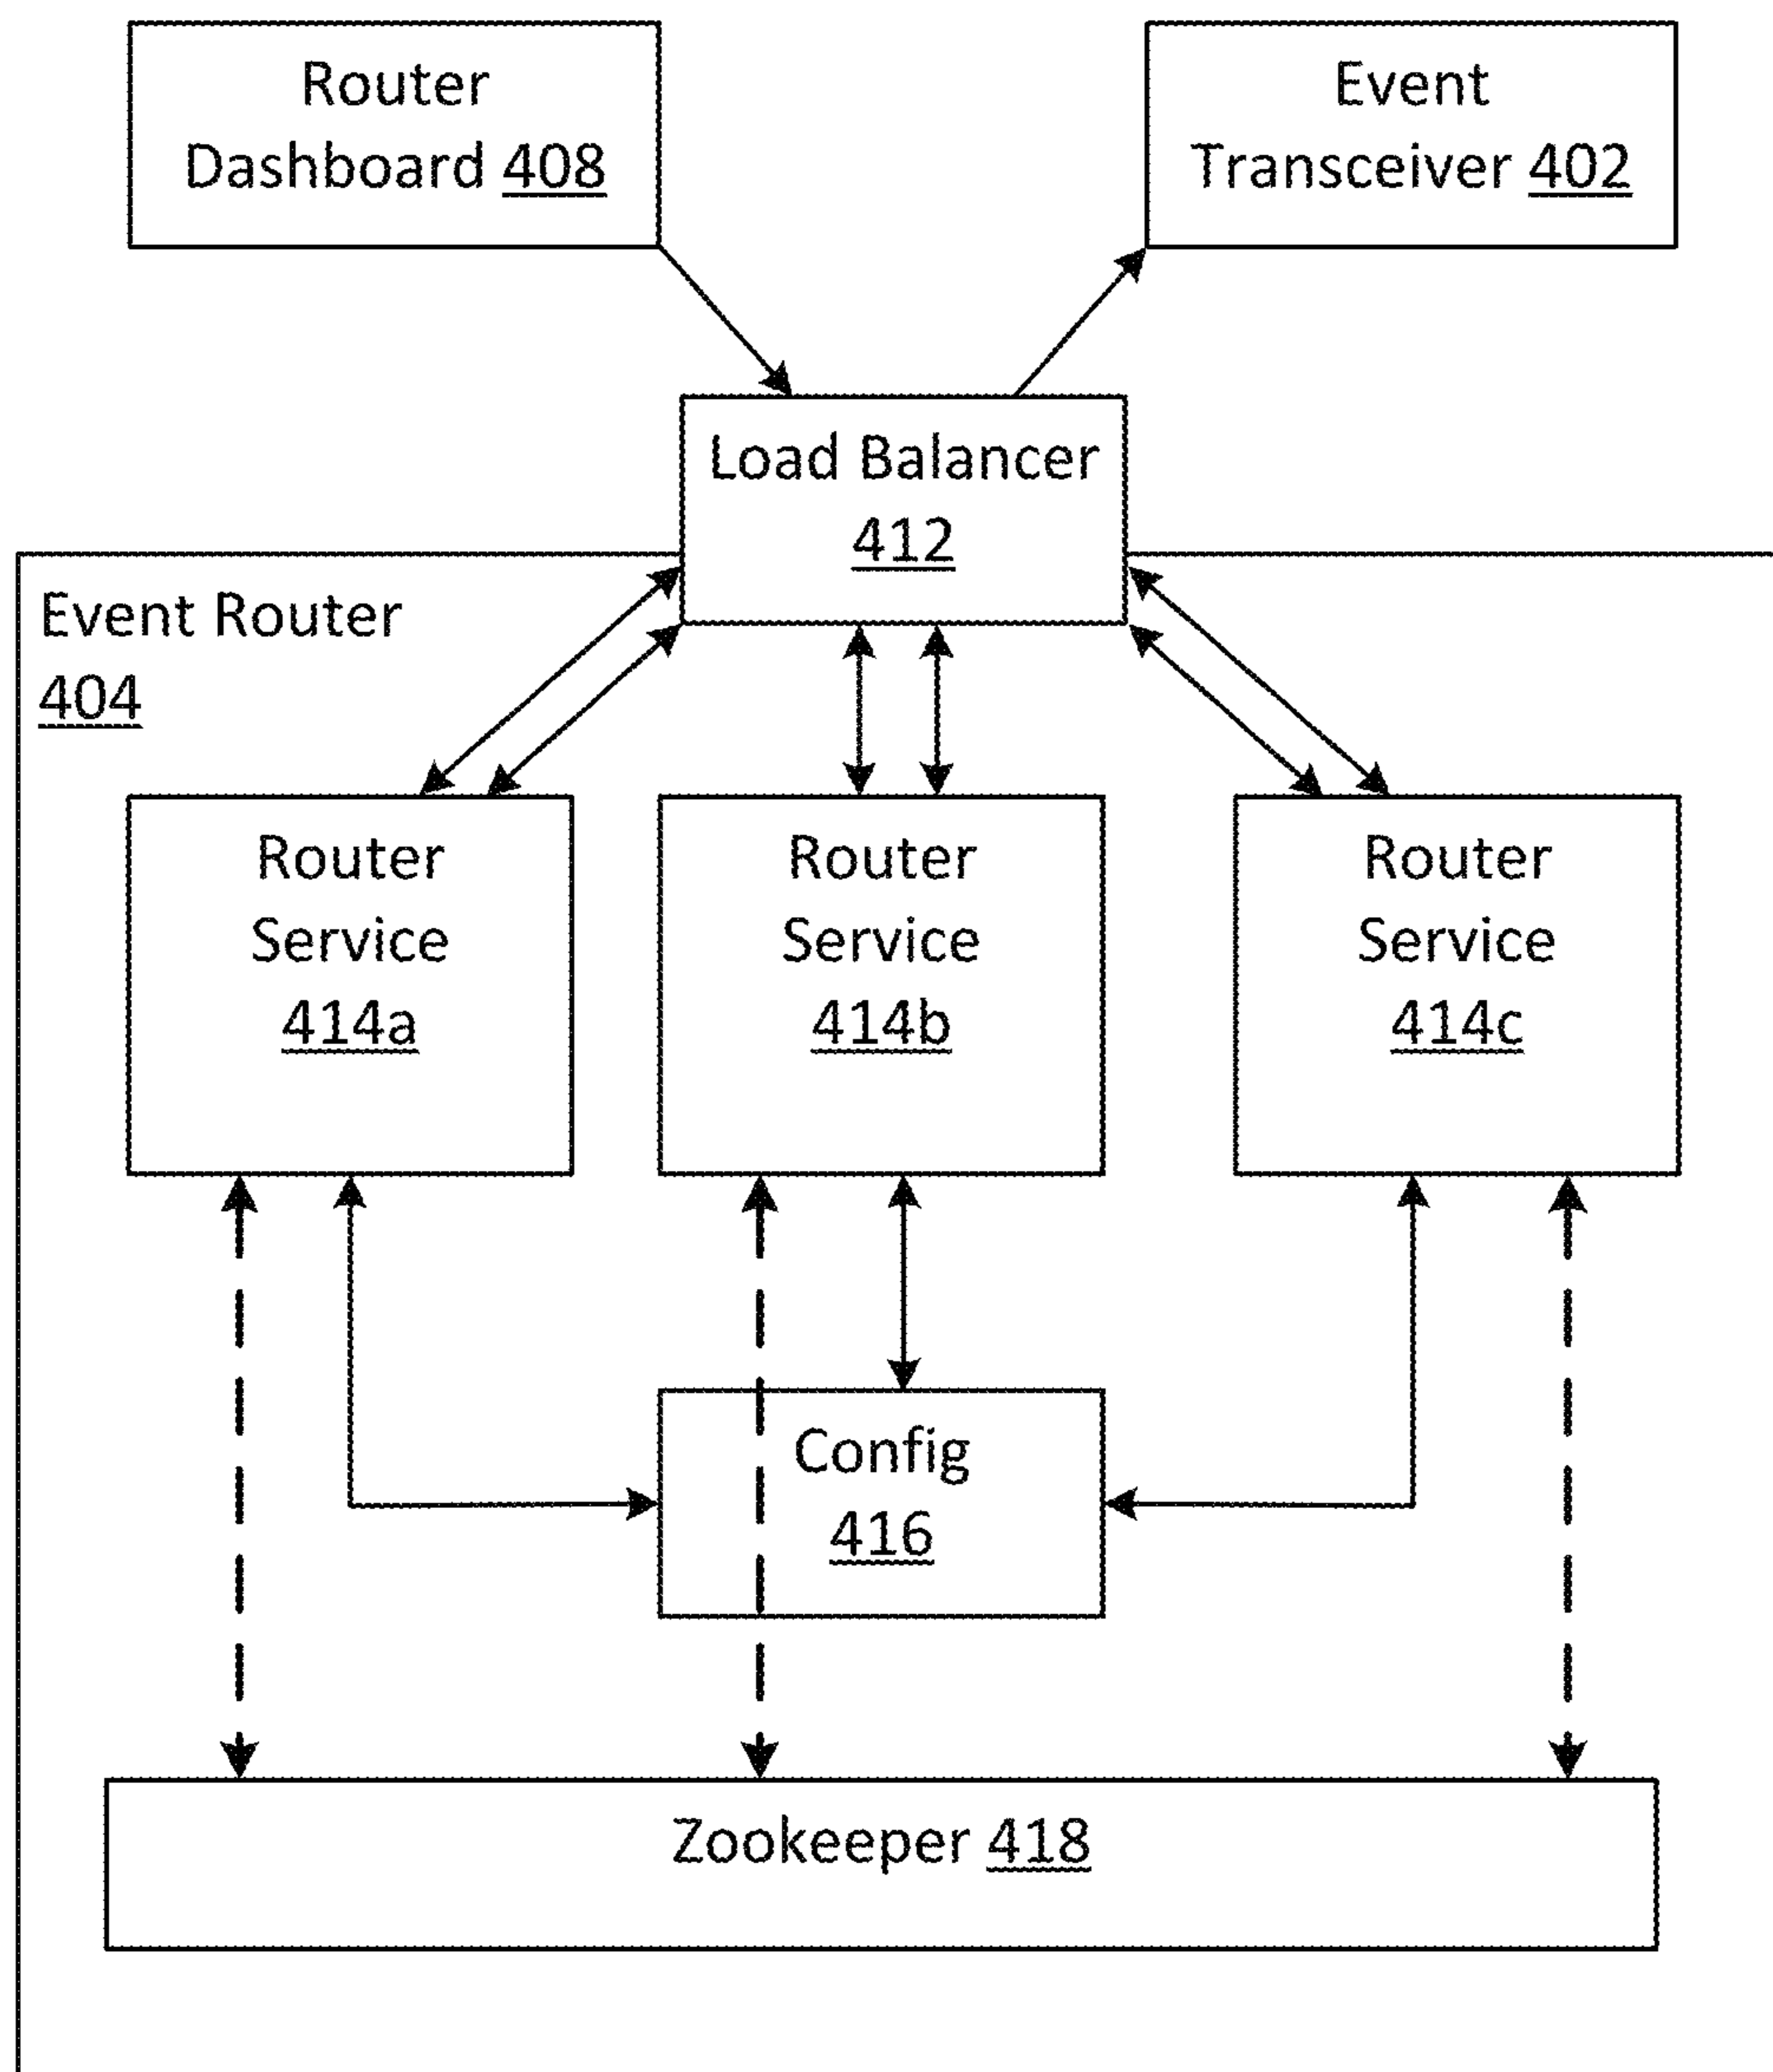 Router
Dashboard 408
Event
Transceiver 402
Load Balancer
412
Event Router
404
Router
Service
414a
Router
Service
414b
Router
Service
414c
Config
416
Zookeeper 418